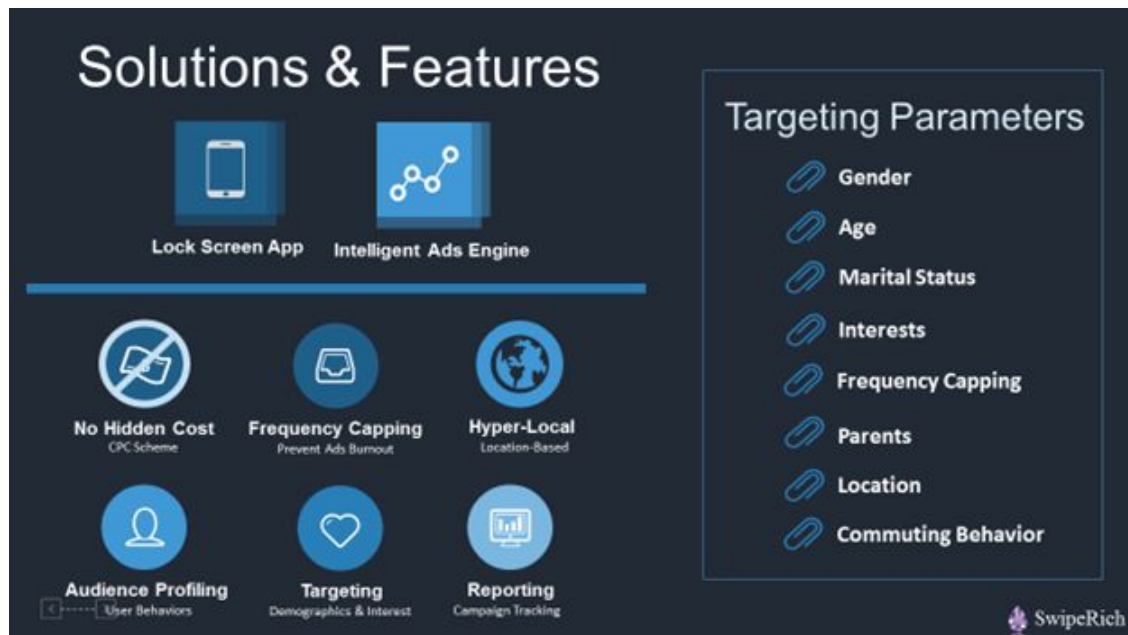 Solutions & Features
Lock Screen App
Intelligent Ads Engine
No Hidden Cost
CPC Scheme
Frequency Capping
Prevent Ads Burnout
Hyper-Local
Location-Based
Audience Profiling
User Behaviors
Targeting
Demographics & Interest
Reporting
Campaign Tracking
Targeting Parameters
Gender
Age
Marital Status
Interests
Frequency Capping
Parents
Location
Commuting Behavior
SwipeRich